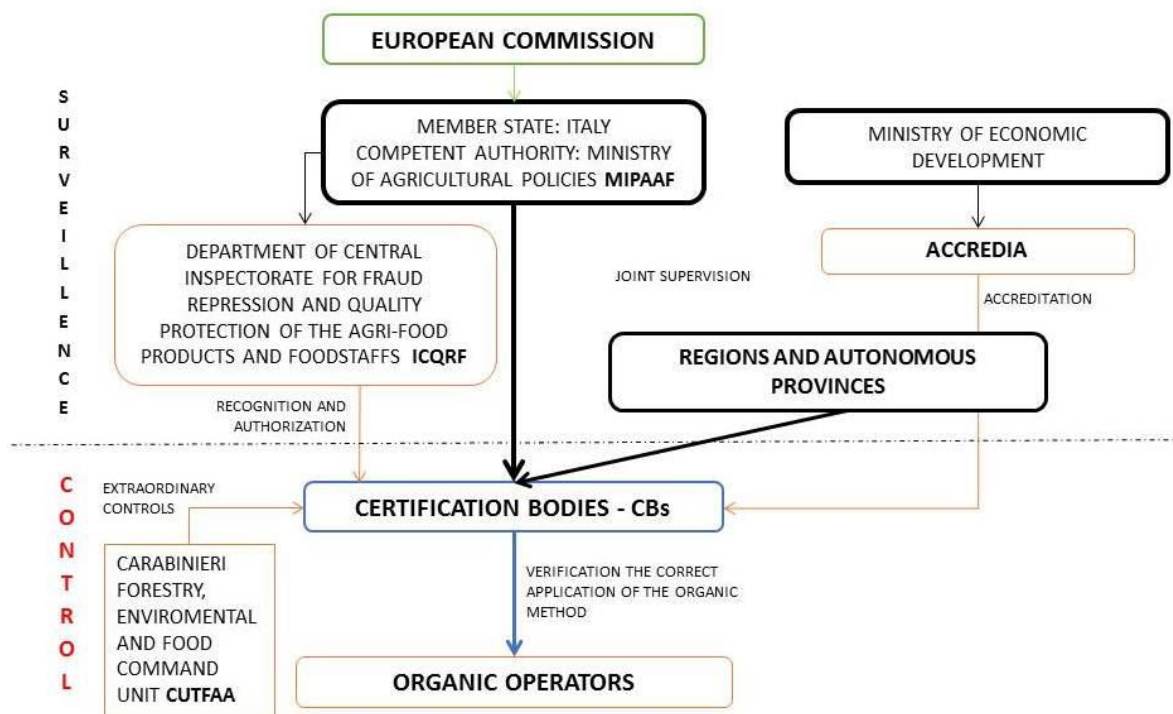 EUROPEAN COMMISSION
SURVEILLENCE
MEMBER STATE: ITALY
COMPETENT AUTHORITY: MINISTRY
OF AGRICULTURAL POLICIES MIPAAF
MINISTRY OF ECONOMIC
DEVELOPMENT
DEPARTMENT OF CENTRAL
INSPECTORATE FOR FRAUD
REPRESSION AND QUALITY
PROTECTION OF THE AGRI-FOOD
PRODUCTS AND FOODSTAFFS ICQRF
JOINT SUPERVISION
ACCREDIA
ACCREDITATION
REGIONS AND AUTONOMOUS
PROVINCES
RECOGNITION AND
AUTHORIZATION
CONTROL
EXTRAORDINARY
CONTROLS
CERTIFICATION BODIES - CBs
CARABINIERI
FORESTRY,
ENVIROMENTAL
AND FOOD
COMMAND
UNIT CUTFAA
VERIFICATION THE CORRECT
APPLICATION OF THE ORGANIC
METHOD
ORGANIC OPERATORS